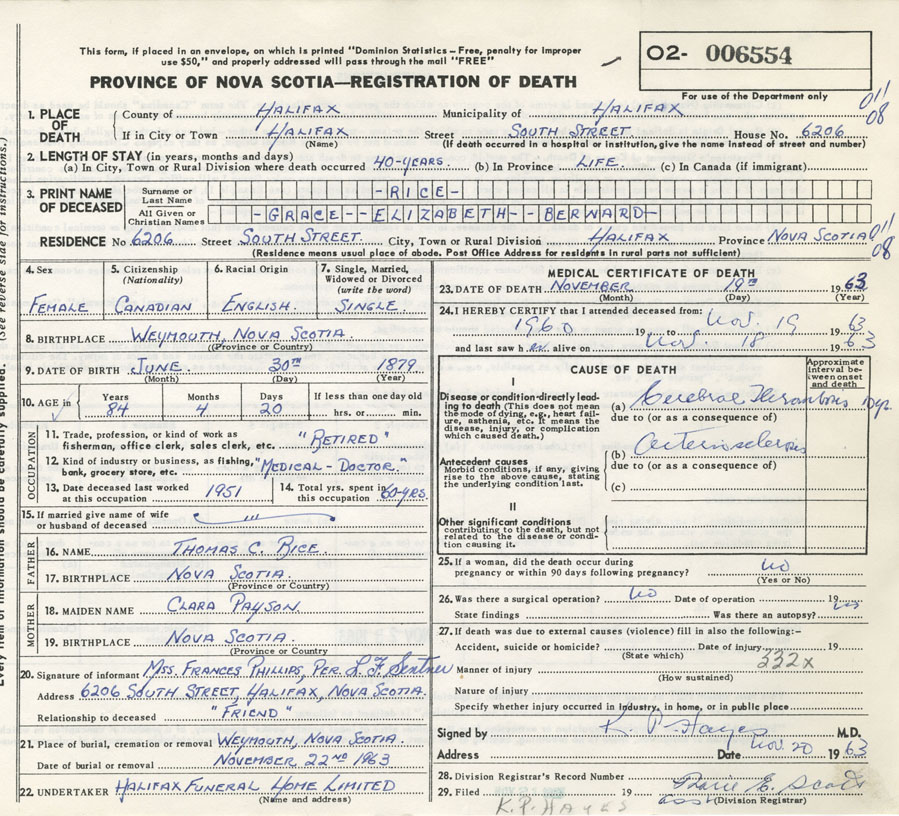 This form, if placed in an envelope, on which is printed "Dominion Statistics - Free, penalty for improper
use $50," and properly addressed will pass through the mail "FREE"
PROVINCE OF NOVA SCOTIA—REGISTRATION OF DEATH
O2- 006554
For use of the Department only
011
08
1. PLACE OF DEATH
County of HALIFAX Municipality of HALIFAX
If in City or Town HALIFAX Street SOUTH STREET. House No. 6206
(Name) (If death occurred in a hospital or institution, give the name instead of street and number)
2. LENGTH OF STAY (in years, months and days)
(a) In City, Town or Rural Division where death occurred 40-YEARS. (b) In Province LIFE. (c) In Canada (if immigrant)
3. PRINT NAME OF DECEASED
Surname or Last Name -RICE-
All Given or Christian Names -GRACE--ELIZABETH--BERNARD-
RESIDENCE No 6206 Street SOUTH STREET. City, Town or Rural Division HALIFAX Province NOVA SCOTIA
011
08
(Residence means usual place of abode. Post Office Address for residents in rural parts not sufficient)
4. Sex
FEMALE
5. Citizenship (Nationality)
CANADIAN
6. Racial Origin
ENGLISH.
7. Single, Married, Widowed or Divorced (write the word)
SINGLE.
8. BIRTHPLACE WEYMOUTH, NOVA SCOTIA
(Province or Country)
9. DATE OF BIRTH JUNE. 30TH 1879
(Month) (Day) (Year)
10. AGE in
Years 84
Months 4
Days 20
If less than one day old
hrs. or min.
OCCUPATION
11. Trade, profession, or kind of work as fisherman, office clerk, sales clerk, etc. "RETIRED"
12. Kind of industry or business, as fishing, bank, grocery store, etc. "MEDICAL-DOCTOR."
13. Date deceased last worked at this occupation 1951
14. Total yrs. spent in this occupation 60-YRS.
15. If married give name of wife or husband of deceased
FATHER
16. NAME THOMAS C. RICE.
17. BIRTHPLACE NOVA SCOTIA.
(Province or Country)
MOTHER
18. MAIDEN NAME CLARA PAYSON.
19. BIRTHPLACE NOVA SCOTIA
(Province or Country)
20. Signature of informant MISS. FRANCES PHILLIPS, PER. L.F. Sentner
Address 6206 SOUTH STREET, HALIFAX, NOVA SCOTIA.
Relationship to deceased "FRIEND"
21. Place of burial, cremation or removal WEYMOUTH, NOVA SCOTIA.
Date of burial or removal NOVEMBER, 22ND 1963
22. UNDERTAKER HALIFAX FUNERAL HOME LIMITED
(Name and address)
MEDICAL CERTIFICATE OF DEATH
23. DATE OF DEATH NOVEMBER 19TH 1963
(Month) (Day) (Year)
24. I HEREBY CERTIFY that I attended deceased from:
1960 19 to Nov. 19 1963
and last saw her alive on Nov. 18 1963
CAUSE OF DEATH
Approximate interval between onset and death
I
Disease or condition-directly leading to death (This does not mean the mode of dying, e.g., heart failure, asthenia, etc. It means the disease, injury, or complication which caused death.)
(a) Cerebral Thrombosis
due to (or as a consequence of)
(b) Arteriosclerosis
due to (or as a consequence of)
(c)
Antecedent causes
Morbid conditions, if any, giving rise to the above cause, stating the underlying condition last.
II
Other significant conditions
contributing to the death, but not related to the disease or condition causing it.
25. If a woman, did the death occur during pregnancy or within 90 days following pregnancy? No
(Yes or No)
26. Was there a surgical operation? No Date of operation 19
State findings Was there an autopsy?
27. If death was due to external causes (violence) fill in also the following:-
Accident, suicide or homicide? Date of injury 19
(State which)
332x
Manner of injury
(How sustained)
Nature of injury
Specify whether injury occurred in industry, in home, or in public place
Signed by K. P. Hayes M.D.
Address Date Nov. 20 1963
28. Division Registrar's Record Number
29. Filed 19
(Division Registrar)
K.P. HAYES